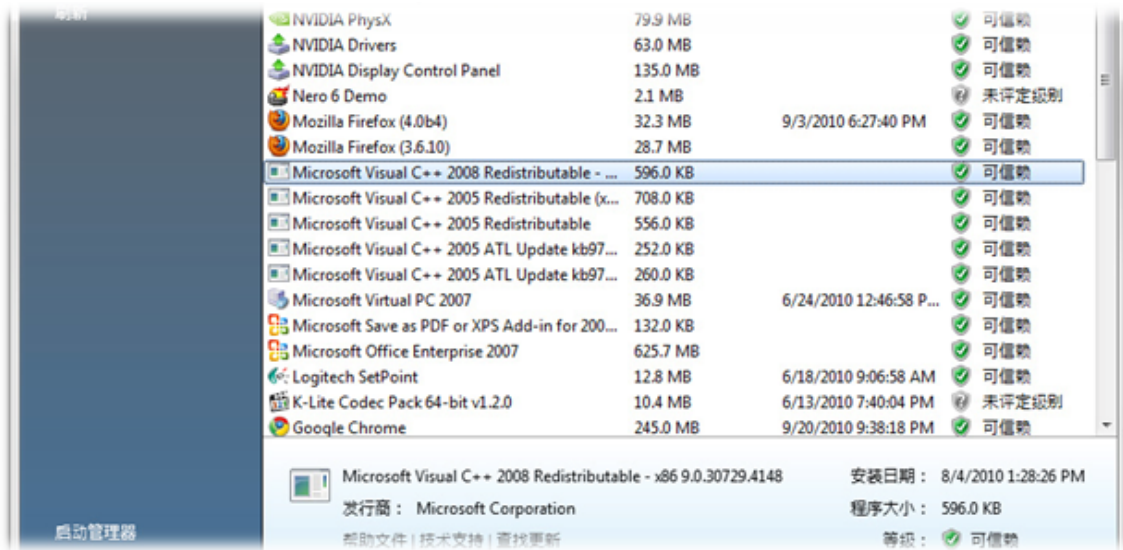 刷新
NVIDIA PhysX 79.9 MB 可信赖
NVIDIA Drivers 63.0 MB 可信赖
NVIDIA Display Control Panel 135.0 MB 可信赖
Nero 6 Demo 2.1 MB 未评定级别
Mozilla Firefox (4.0b4) 32.3 MB 9/3/2010 6:27:40 PM 可信赖
Mozilla Firefox (3.6.10) 28.7 MB 可信赖
Microsoft Visual C++ 2008 Redistributable - ... 596.0 KB 可信赖
Microsoft Visual C++ 2005 Redistributable (x... 708.0 KB 可信赖
Microsoft Visual C++ 2005 Redistributable 556.0 KB 可信赖
Microsoft Visual C++ 2005 ATL Update kb97... 252.0 KB 可信赖
Microsoft Visual C++ 2005 ATL Update kb97... 260.0 KB 可信赖
Microsoft Virtual PC 2007 36.9 MB 6/24/2010 12:46:58 P... 可信赖
Microsoft Save as PDF or XPS Add-in for 200... 132.0 KB 可信赖
Microsoft Office Enterprise 2007 625.7 MB 可信赖
Logitech SetPoint 12.8 MB 6/18/2010 9:06:58 AM 可信赖
K-Lite Codec Pack 64-bit v1.2.0 10.4 MB 6/13/2010 7:40:04 PM 未评定级别
Google Chrome 245.0 MB 9/20/2010 9:38:18 PM 可信赖
Microsoft Visual C++ 2008 Redistributable - x86 9.0.30729.4148 安装日期： 8/4/2010 1:28:26 PM
发行商： Microsoft Corporation 程序大小： 596.0 KB
启动管理器
帮助文件 | 技术支持 | 查找更新 等级： 可信赖